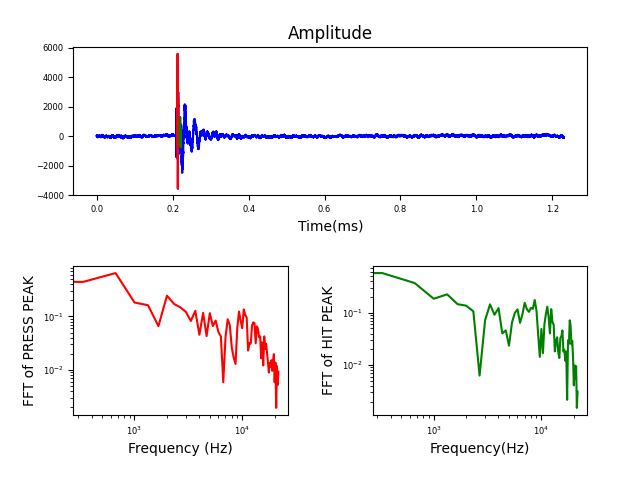 Amplitude
6000
4000
2000
0
−2000
−4000
0.0 0.2 0.4 0.6 0.8 1.0 1.2
Time(ms)
FFT of PRESS PEAK
10⁻¹
10⁻²
10³ 10⁴
Frequency (Hz)
FFT of HIT PEAK
10⁻¹
10⁻²
10³ 10⁴
Frequency(Hz)